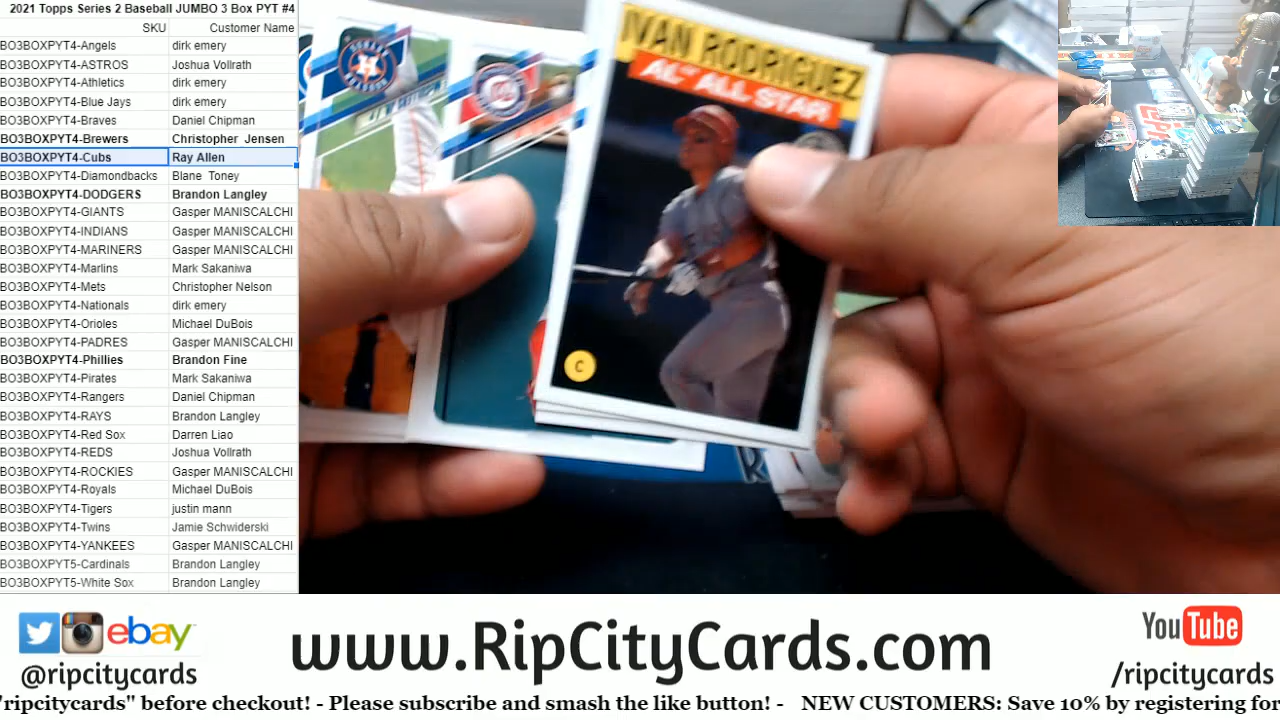 2021 Topps Series 2 Baseball JUMBO 3 Box PYT #4
SKU Customer Name
BO3BOXPYT4-Angels dirk emery
BO3BOXPYT4-ASTROS Joshua Vollrath
BO3BOXPYT4-Athletics dirk emery
BO3BOXPYT4-Blue Jays dirk emery
BO3BOXPYT4-Braves Daniel Chipman
BO3BOXPYT4-Brewers Christopher Jensen
BO3BOXPYT4-Cubs Ray Allen
BO3BOXPYT4-Diamondbacks Blane Toney
BO3BOXPYT4-DODGERS Brandon Langley
BO3BOXPYT4-GIANTS Gasper MANISCALCHI
BO3BOXPYT4-INDIANS Gasper MANISCALCHI
BO3BOXPYT4-MARINERS Gasper MANISCALCHI
BO3BOXPYT4-Marlins Mark Sakaniwa
BO3BOXPYT4-Mets Christopher Nelson
BO3BOXPYT4-Nationals dirk emery
BO3BOXPYT4-Orioles Michael DuBois
BO3BOXPYT4-PADRES Gasper MANISCALCHI
BO3BOXPYT4-Phillies Brandon Fine
BO3BOXPYT4-Pirates Mark Sakaniwa
BO3BOXPYT4-Rangers Daniel Chipman
BO3BOXPYT4-RAYS Brandon Langley
BO3BOXPYT4-Red Sox Darren Liao
BO3BOXPYT4-REDS Joshua Vollrath
BO3BOXPYT4-ROCKIES Gasper MANISCALCHI
BO3BOXPYT4-Royals Michael DuBois
BO3BOXPYT4-Tigers justin mann
BO3BOXPYT4-Twins Jamie Schwiderski
BO3BOXPYT4-YANKEES Gasper MANISCALCHI
BO3BOXPYT5-Cardinals Brandon Langley
BO3BOXPYT5-White Sox Brandon Langley
IVAN RODRIGUEZ
AL ALL STAR
C
ebay
@ripcitycards
www.RipCityCards.com
YouTube
/ripcitycards
"ripcitycards" before checkout! - Please subscribe and smash the like button! - NEW CUSTOMERS: Save 10% by registering for